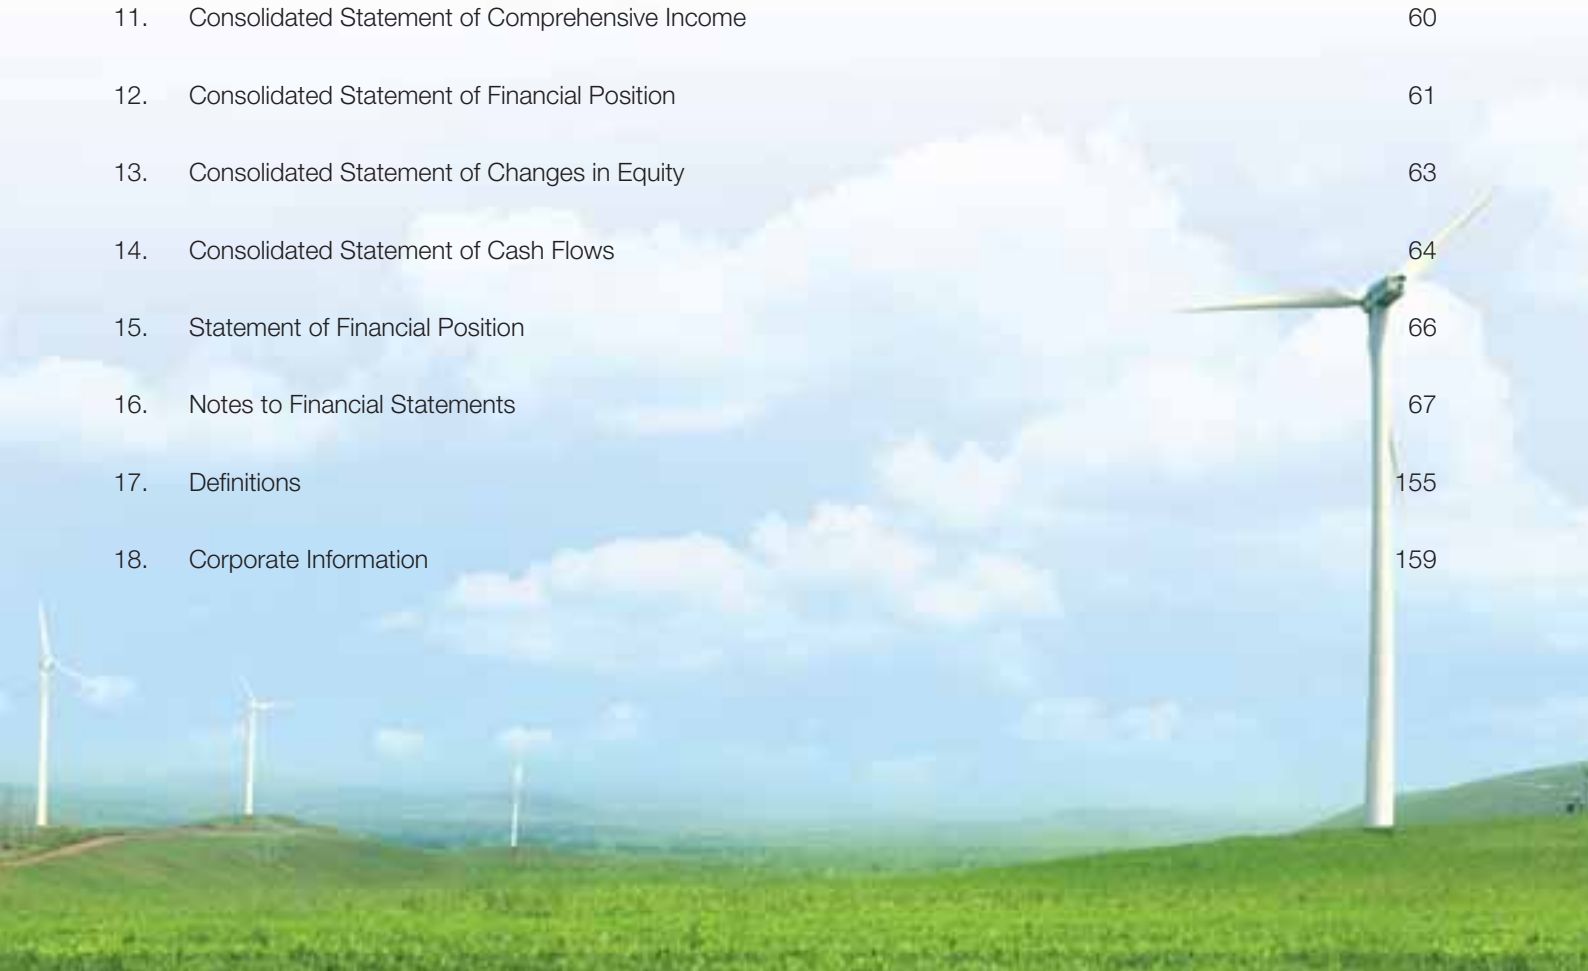 11. Consolidated Statement of Comprehensive Income 60
12. Consolidated Statement of Financial Position 61
13. Consolidated Statement of Changes in Equity 63
14. Consolidated Statement of Cash Flows 64
15. Statement of Financial Position 66
16. Notes to Financial Statements 67
17. Definitions 155
18. Corporate Information 159